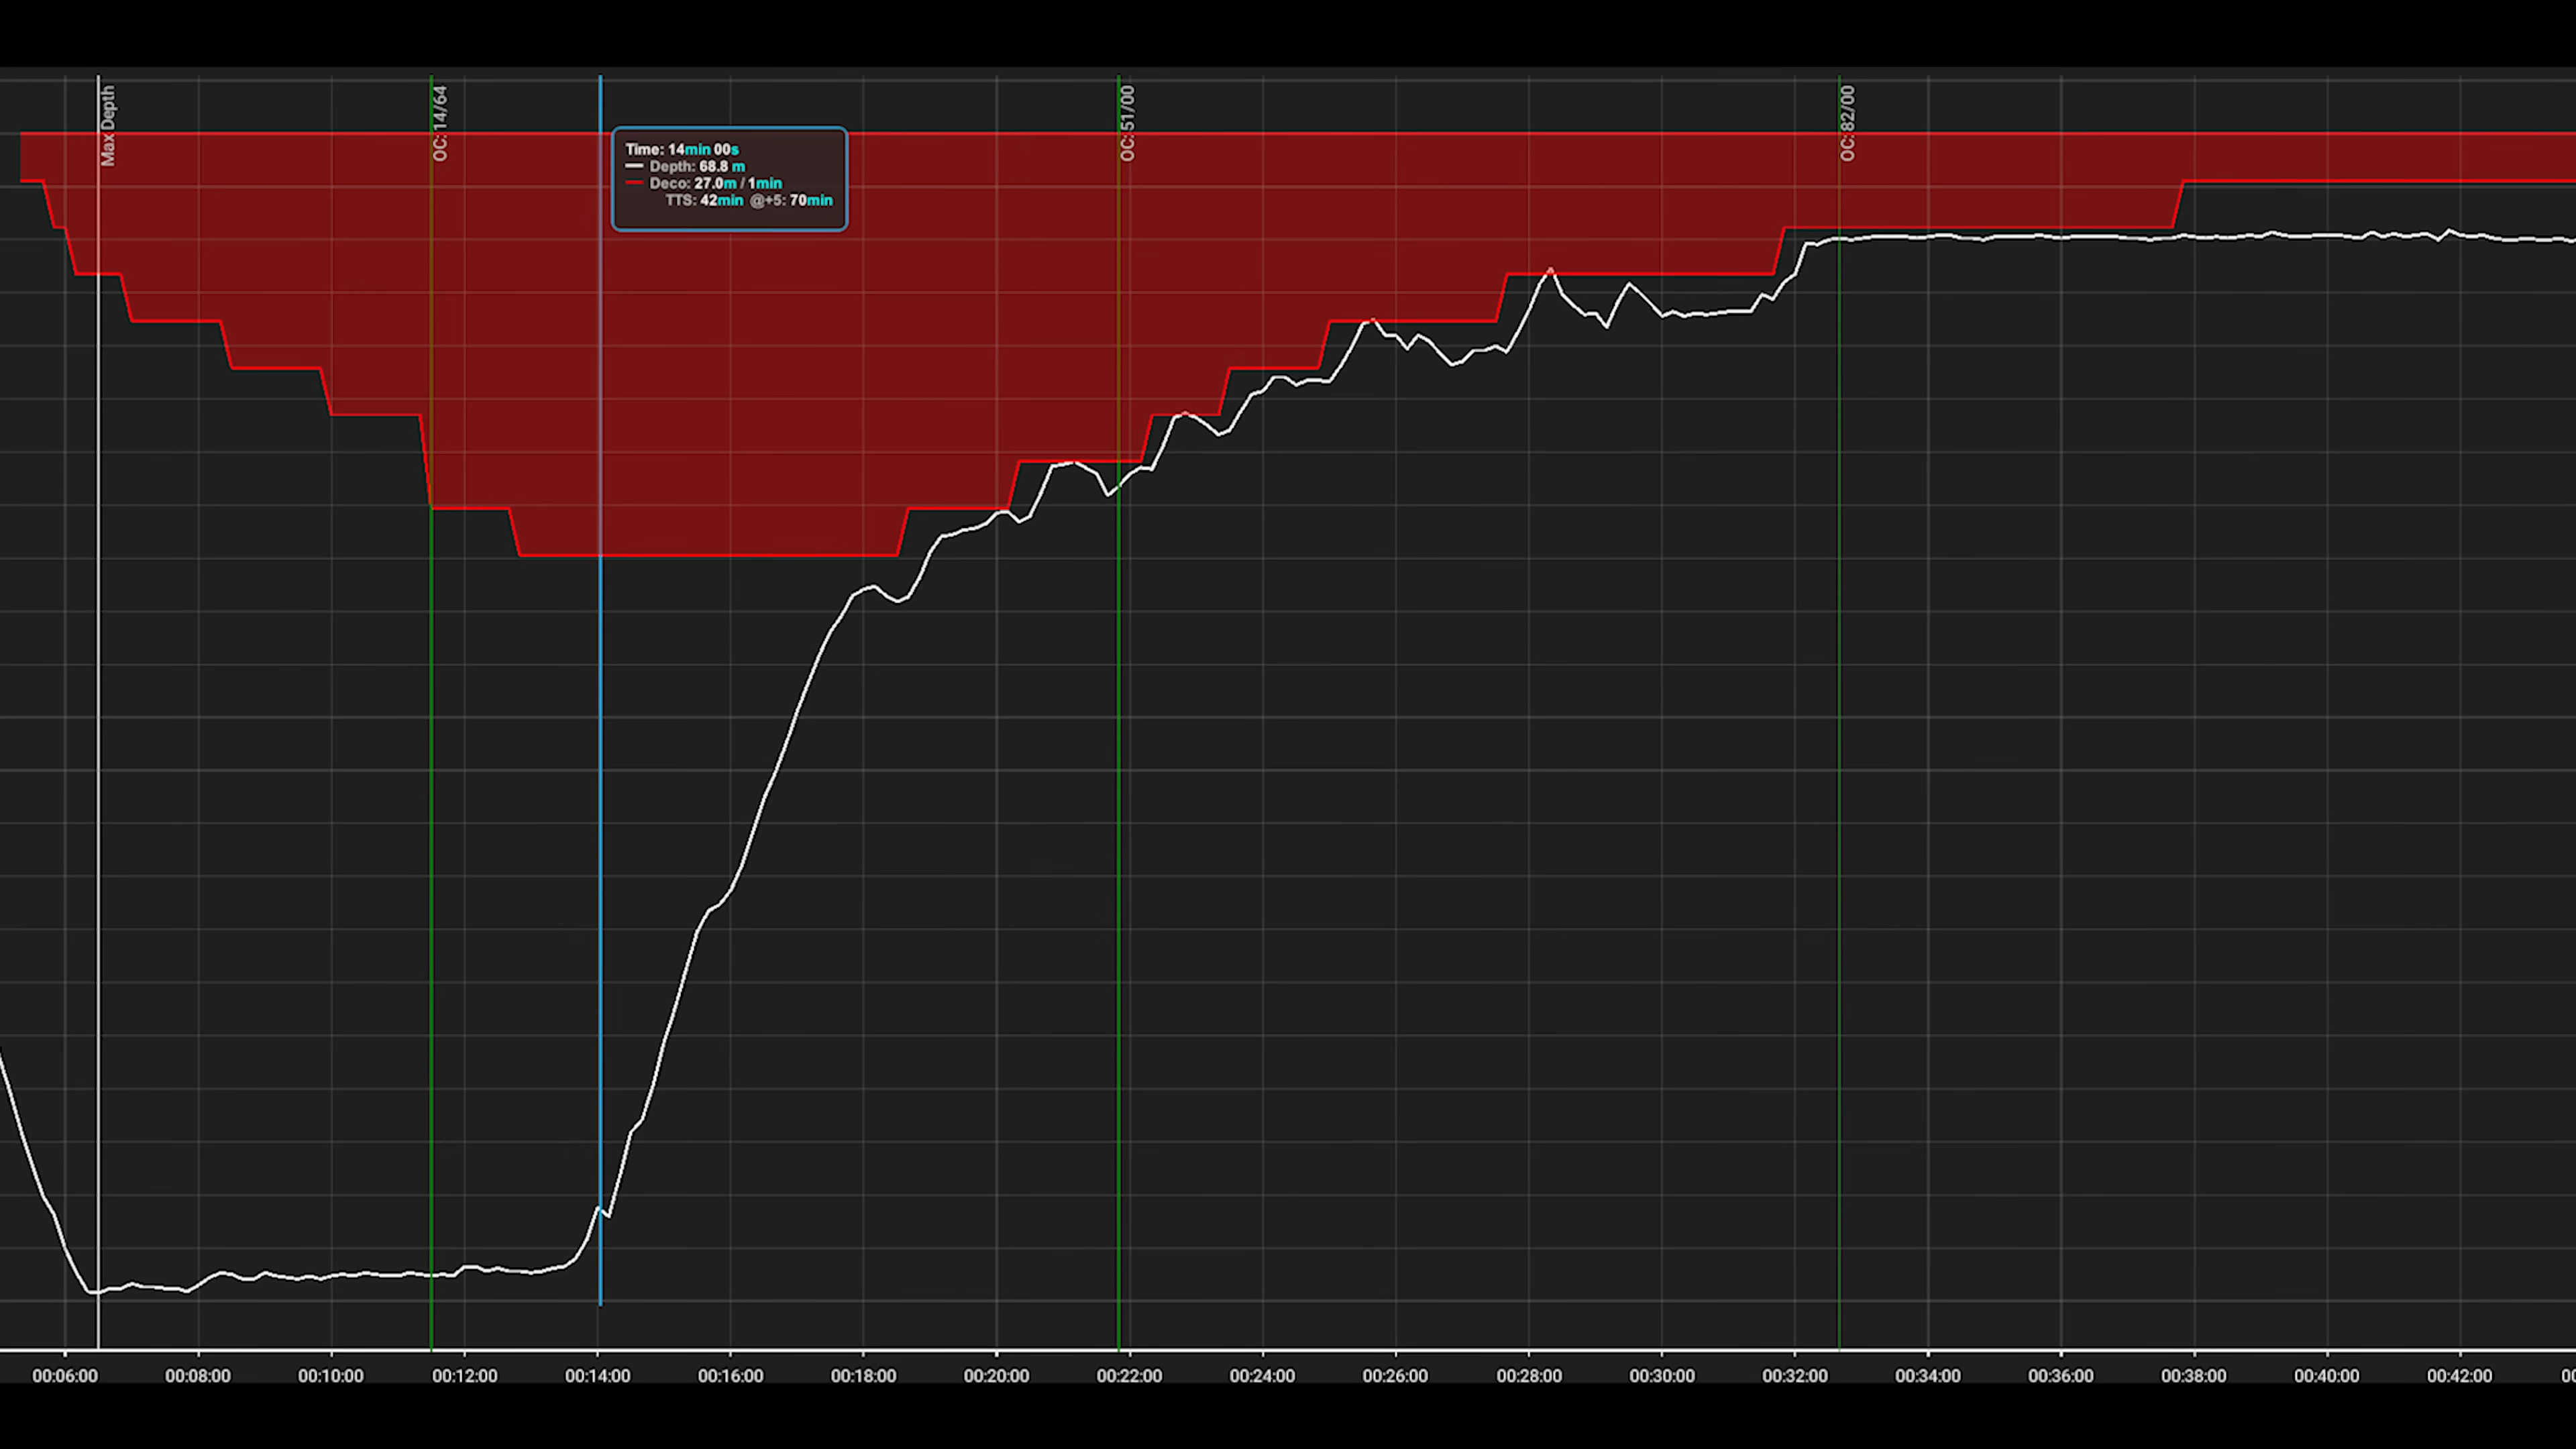 Max Depth
OC: 14/64
OC: 51/00
OC: 82/00
Time: 14min 00s
Depth: 68.8 m
Deco: 27.0m / 1min
TTS: 42min @+5: 70min
00:06:00 00:08:00 00:10:00 00:12:00 00:14:00 00:16:00 00:18:00 00:20:00 00:22:00 00:24:00 00:26:00 00:28:00 00:30:00 00:32:00 00:34:00 00:36:00 00:38:00 00:40:00 00:42:00 00